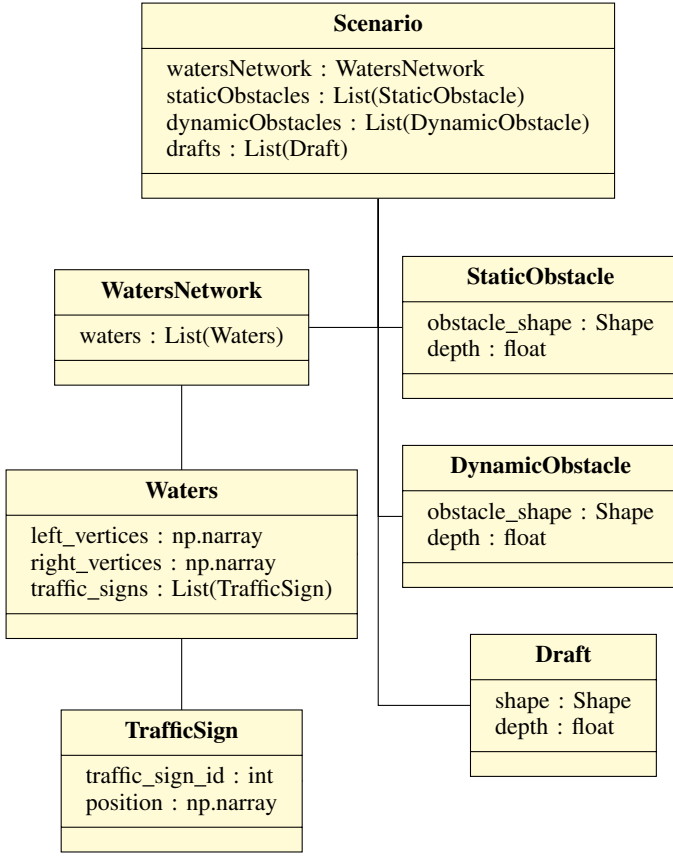 Scenario
watersNetwork : WatersNetwork
staticObstacles : List(StaticObstacle)
dynamicObstacles : List(DynamicObstacle)
drafts : List(Draft)
WatersNetwork
waters : List(Waters)
StaticObstacle
obstacle_shape : Shape
depth : float
Waters
left_vertices : np.narray
right_vertices : np.narray
traffic_signs : List(TrafficSign)
DynamicObstacle
obstacle_shape : Shape
depth : float
TrafficSign
traffic_sign_id : int
position : np.narray
Draft
shape : Shape
depth : float